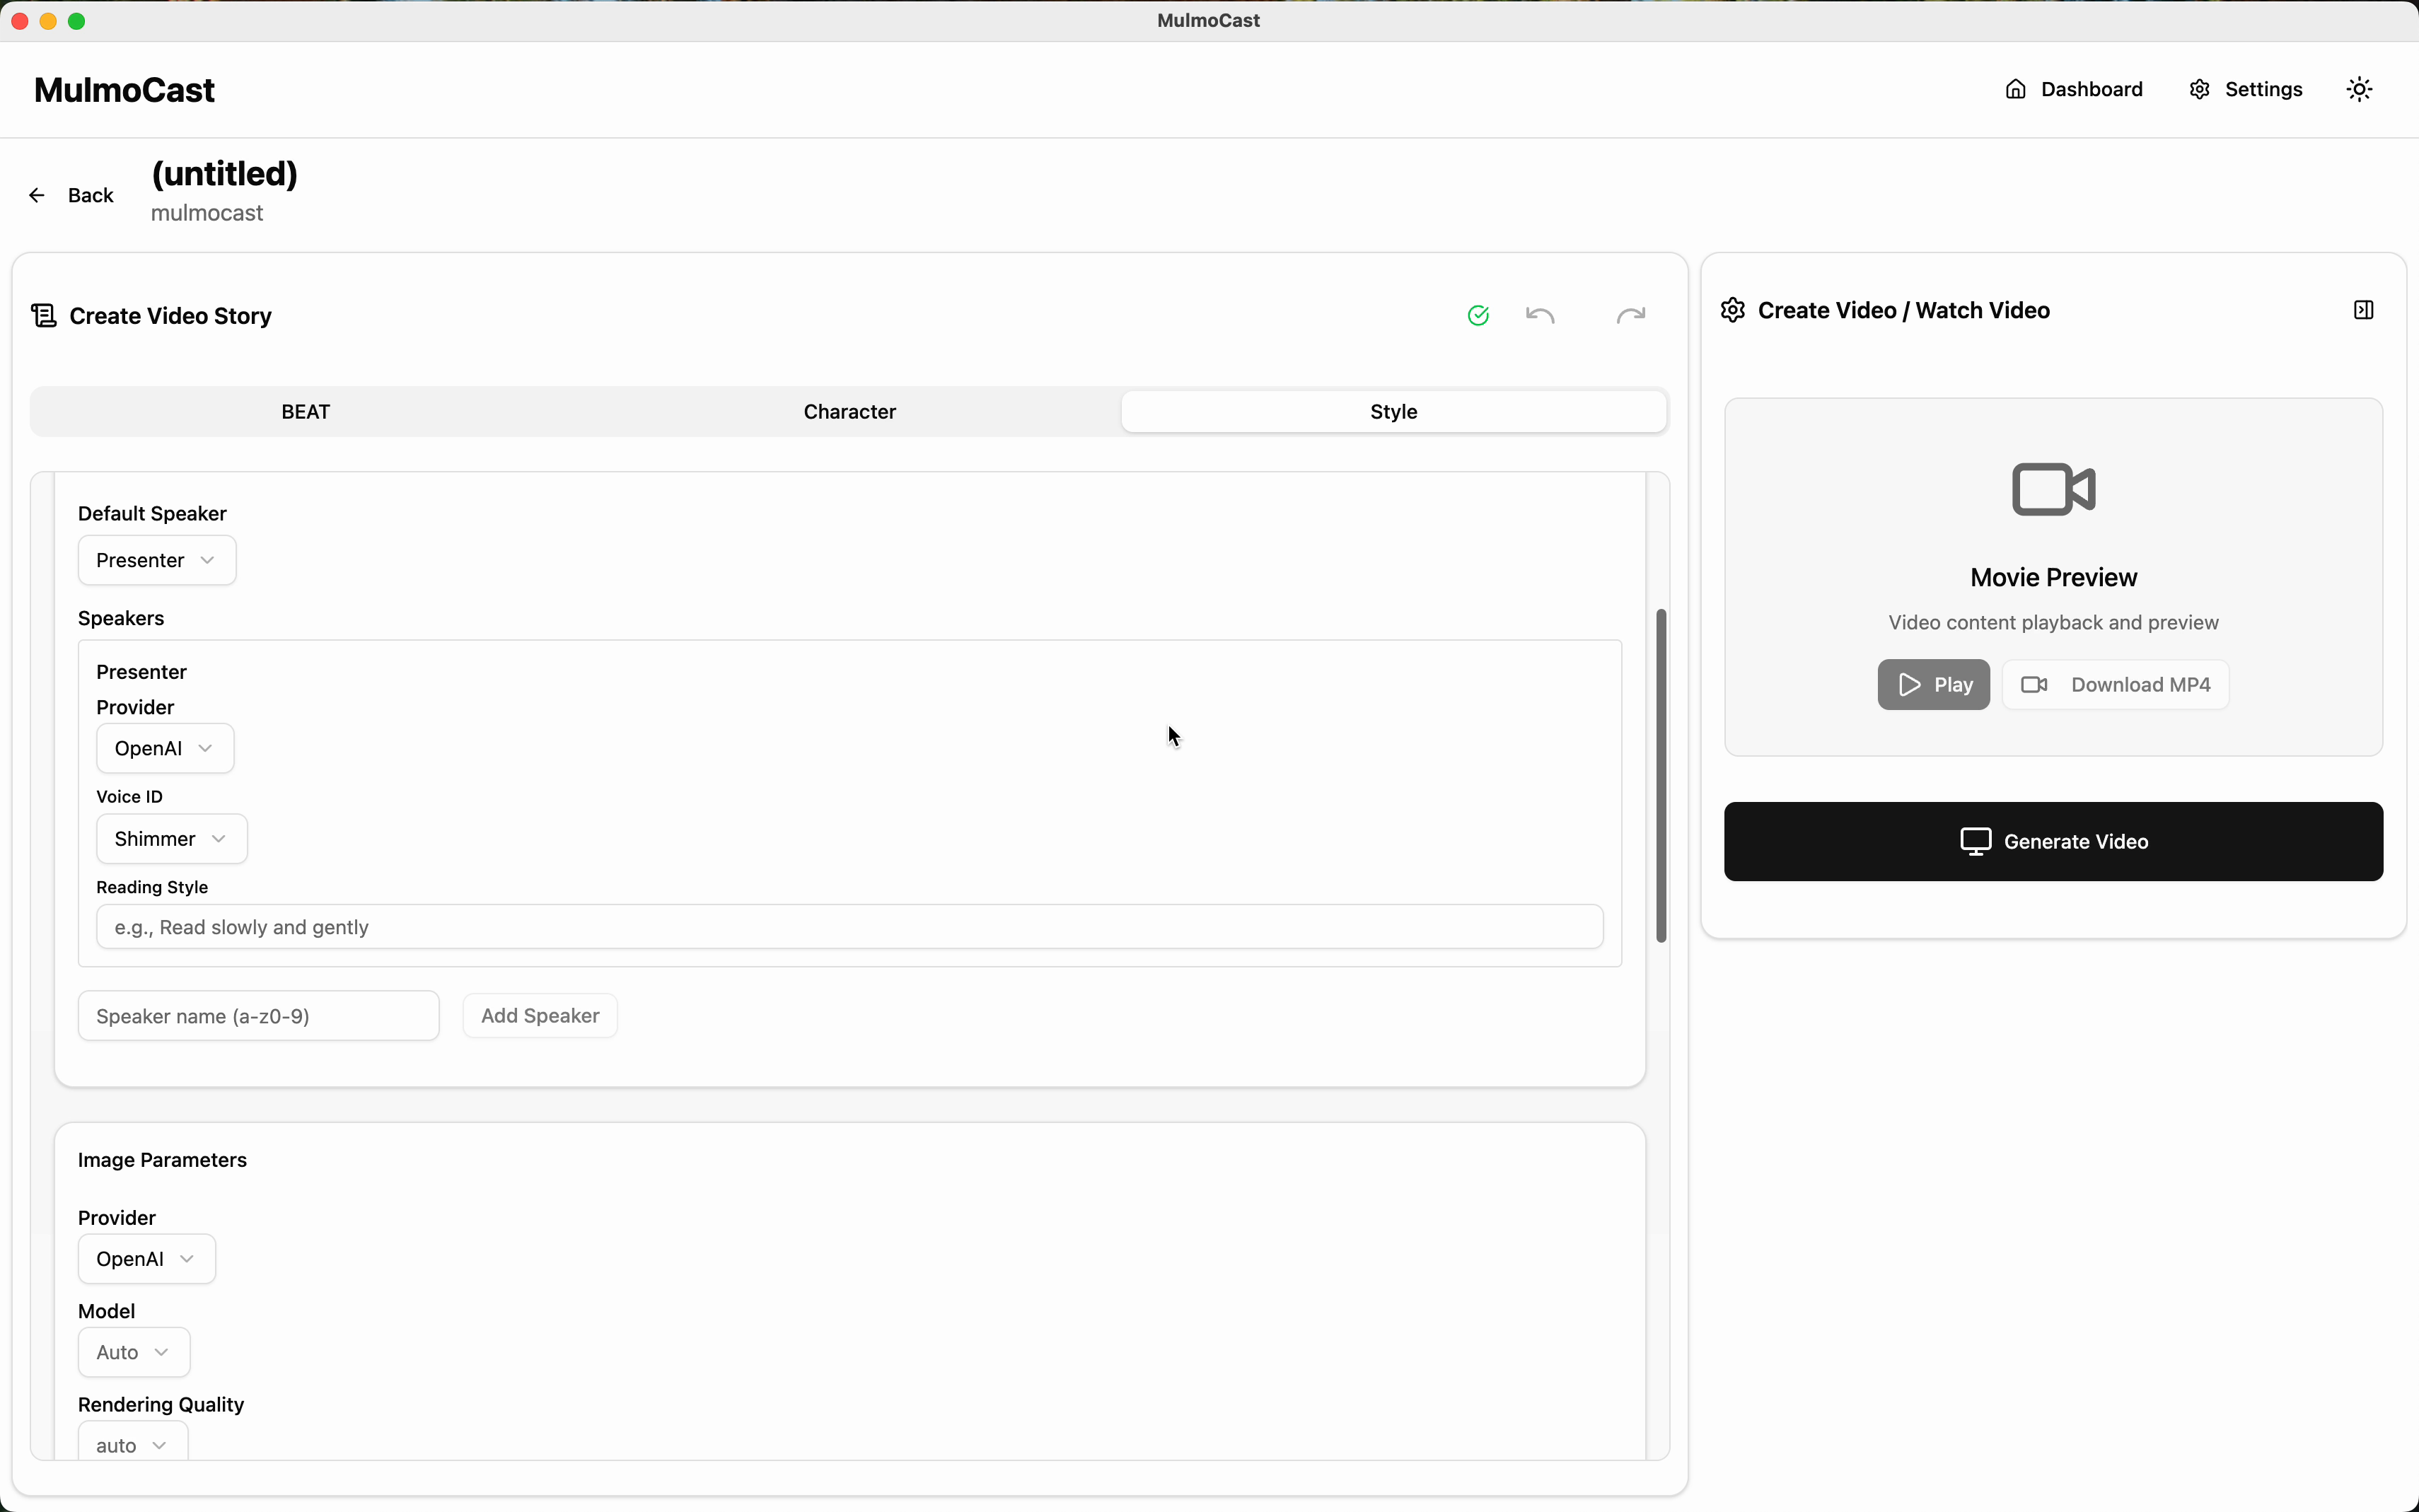 MulmoCast
MulmoCast
Dashboard
Settings
Back
(untitled)
mulmocast
Create Video Story
BEAT
Character
Style
Default Speaker
Presenter
Speakers
Presenter
Provider
OpenAI
Voice ID
Shimmer
Reading Style
e.g., Read slowly and gently
Speaker name (a-z0-9)
Add Speaker
Image Parameters
Provider
OpenAI
Model
Auto
Rendering Quality
auto
Create Video / Watch Video
Movie Preview
Video content playback and preview
Play
Download MP4
Generate Video